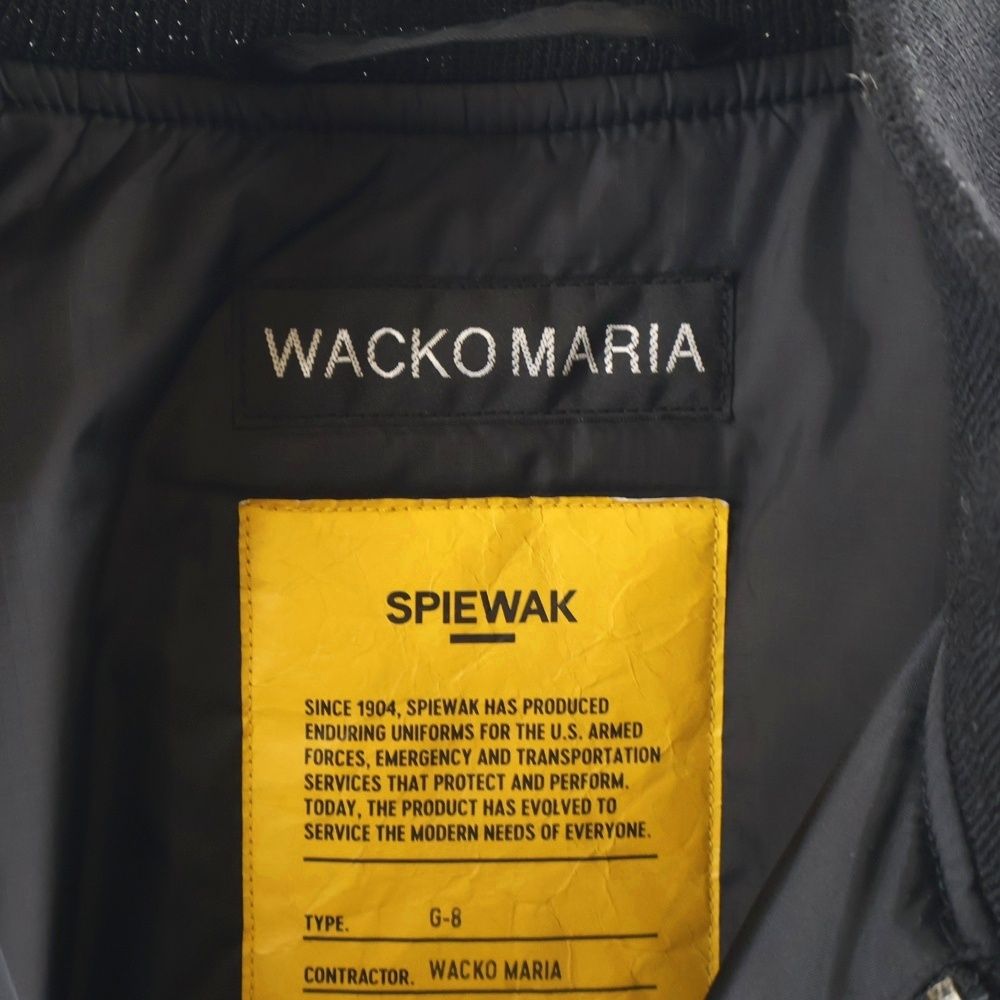 WACKO MARIA
SPIEWAK
SINCE 1904, SPIEWAK HAS PRODUCED
ENDURING UNIFORMS FOR THE U.S. ARMED
FORCES, EMERGENCY AND TRANSPORTATION
SERVICES THAT PROTECT AND PERFORM.
TODAY, THE PRODUCT HAS EVOLVED TO
SERVICE THE MODERN NEEDS OF EVERYONE.
TYPE. G-8
CONTRACTOR. WACKO MARIA